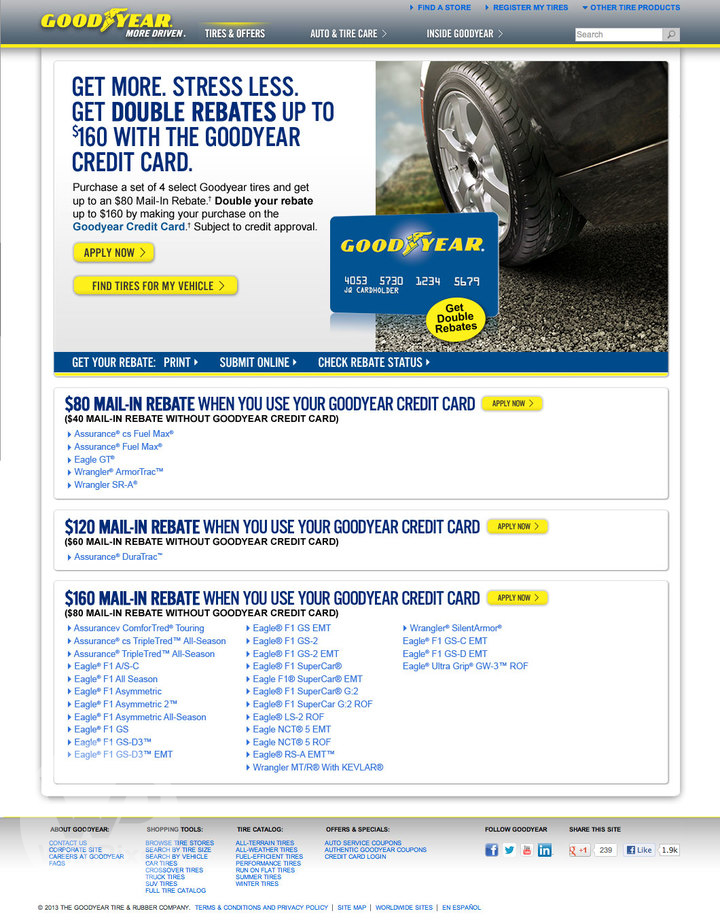 FIND A STORE REGISTER MY TIRES OTHER TIRE PRODUCTS
GOODYEAR
MORE DRIVEN.
TIRES & OFFERS AUTO & TIRE CARE INSIDE GOODYEAR Search
GET MORE. STRESS LESS.
GET DOUBLE REBATES UP TO
$160 WITH THE GOODYEAR
CREDIT CARD.
Purchase a set of 4 select Goodyear tires and get
up to an $80 Mail-In Rebate.† Double your rebate
up to $160 by making your purchase on the
Goodyear Credit Card.† Subject to credit approval.
APPLY NOW
FIND TIRES FOR MY VEHICLE
GOODYEAR
4053 5730 1234 5679
JQ CARDHOLDER
Get
Double
Rebates
GET YOUR REBATE: PRINT SUBMIT ONLINE CHECK REBATE STATUS
$80 MAIL-IN REBATE WHEN YOU USE YOUR GOODYEAR CREDIT CARD APPLY NOW
($40 MAIL-IN REBATE WITHOUT GOODYEAR CREDIT CARD)
Assurance® cs Fuel Max®
Assurance® Fuel Max®
Eagle GT®
Wrangler® ArmorTrac™
Wrangler SR-A®
$120 MAIL-IN REBATE WHEN YOU USE YOUR GOODYEAR CREDIT CARD APPLY NOW
($60 MAIL-IN REBATE WITHOUT GOODYEAR CREDIT CARD)
Assurance® DuraTrac™
$160 MAIL-IN REBATE WHEN YOU USE YOUR GOODYEAR CREDIT CARD APPLY NOW
($80 MAIL-IN REBATE WITHOUT GOODYEAR CREDIT CARD)
Assurancev ComforTred® Touring
Assurance® cs TripleTred™ All-Season
Assurance® TripleTred™ All-Season
Eagle® F1 A/S-C
Eagle® F1 All Season
Eagle® F1 Asymmetric
Eagle® F1 Asymmetric 2™
Eagle® F1 Asymmetric All-Season
Eagle® F1 GS
Eagle® F1 GS-D3™
Eagle® F1 GS-D3™ EMT
Eagle® F1 GS EMT
Eagle® F1 GS-2
Eagle® F1 GS-2 EMT
Eagle® F1 SuperCar®
Eagle F1® SuperCar® EMT
Eagle® F1 SuperCar® G:2
Eagle® F1 SuperCar G:2 ROF
Eagle® LS-2 ROF
Eagle NCT® 5 EMT
Eagle NCT® 5 ROF
Eagle® RS-A EMT™
Wrangler MT/R® With KEVLAR®
Wrangler® SilentArmor®
Eagle® F1 GS-C EMT
Eagle® F1 GS-D EMT
Eagle® Ultra Grip® GW-3™ ROF
ABOUT GOODYEAR:
CONTACT US
CORPORATE SITE
CAREERS AT GOODYEAR
FAQS
SHOPPING TOOLS:
BROWSE TIRE STORES
SEARCH BY TIRE SIZE
SEARCH BY VEHICLE
CAR TIRES
CROSSOVER TIRES
TRUCK TIRES
SUV TIRES
FULL TIRE CATALOG
TIRE CATALOG:
ALL-TERRAIN TIRES
ALL-WEATHER TIRES
FUEL-EFFICIENT TIRES
PERFORMANCE TIRES
RUN ON FLAT TIRES
SUMMER TIRES
WINTER TIRES
OFFERS & SPECIALS:
AUTO SERVICE COUPONS
AUTHENTIC GOODYEAR COUPONS
CREDIT CARD LOGIN
FOLLOW GOODYEAR
SHARE THIS SITE
+1 239 Like 1.9k
© 2013 THE GOODYEAR TIRE & RUBBER COMPANY. TERMS & CONDITIONS AND PRIVACY POLICY | SITE MAP | WORLDWIDE SITES | EN ESPAÑOL